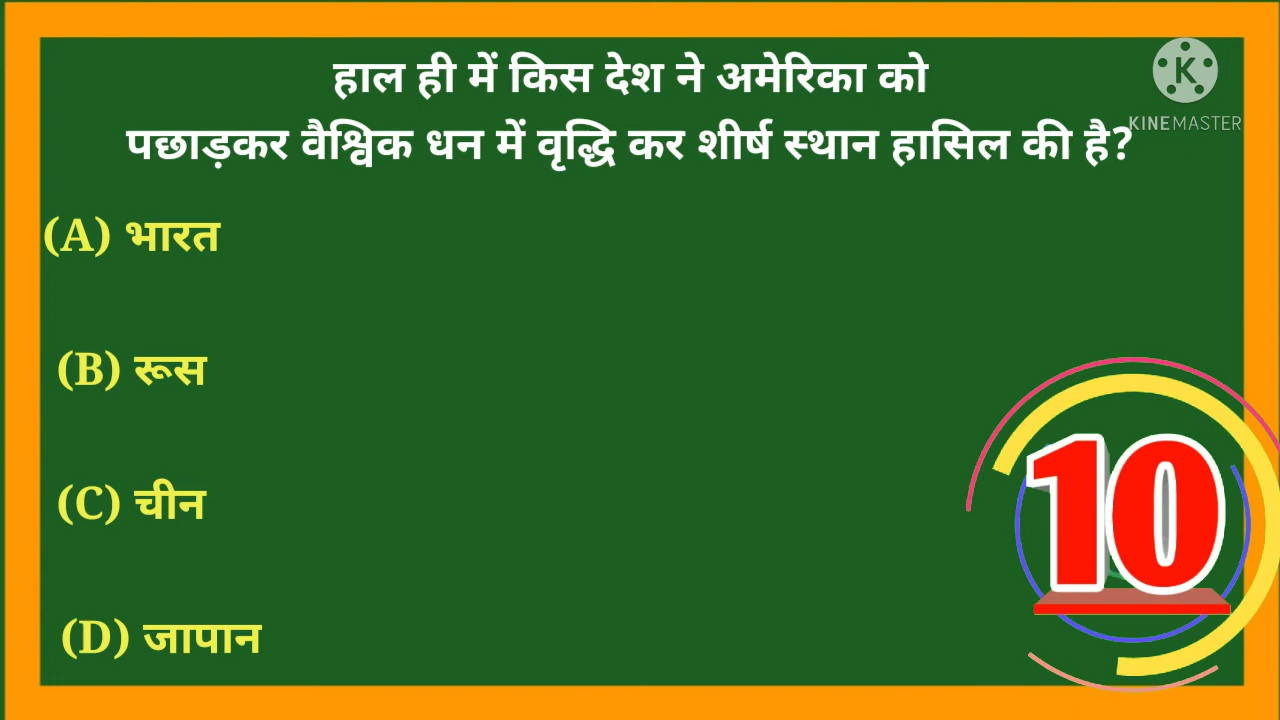 हाल ही में किस देश ने अमेरिका को
पछाड़कर वैश्विक धन में वृद्धि कर शीर्ष स्थान हासिल की है?
K
KINEMASTER
(A) भारत
(B) रूस
(C) चीन
(D) जापान
10